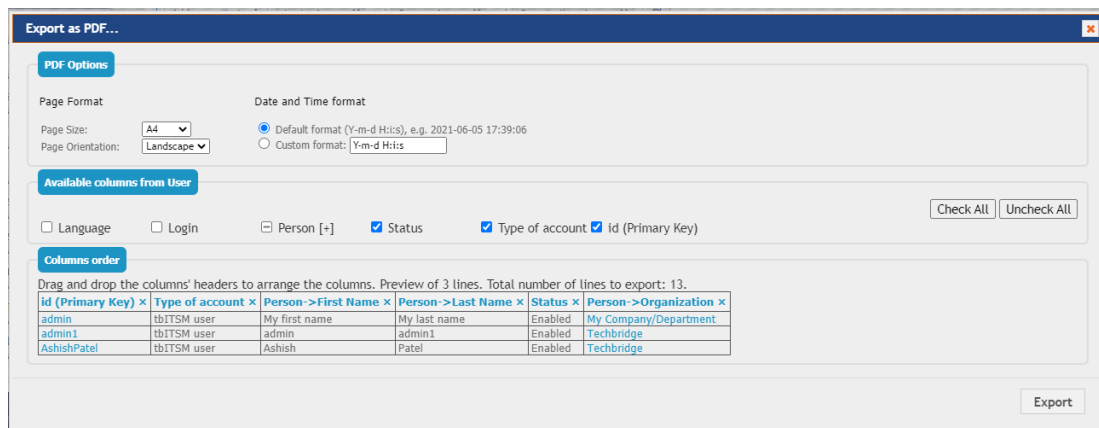 Export as PDF...
PDF Options
Page Format Date and Time format
Page Size: A4 Default format (Y-m-d H:i:s), e.g. 2021-06-05 17:39:06
Page Orientation: Landscape Custom format: Y-m-d H:i:s
Available columns from User
Check All Uncheck All
Language Login Person [+] Status Type of account id (Primary Key)
Columns order
Drag and drop the columns' headers to arrange the columns. Preview of 3 lines. Total number of lines to export: 13.
id (Primary Key) × Type of account × Person->First Name × Person->Last Name × Status × Person->Organization ×
admin tbITSM user My first name My last name Enabled My Company/Department
admin1 tbITSM user admin admin1 Enabled Techbridge
AshishPatel tbITSM user Ashish Patel Enabled Techbridge
Export